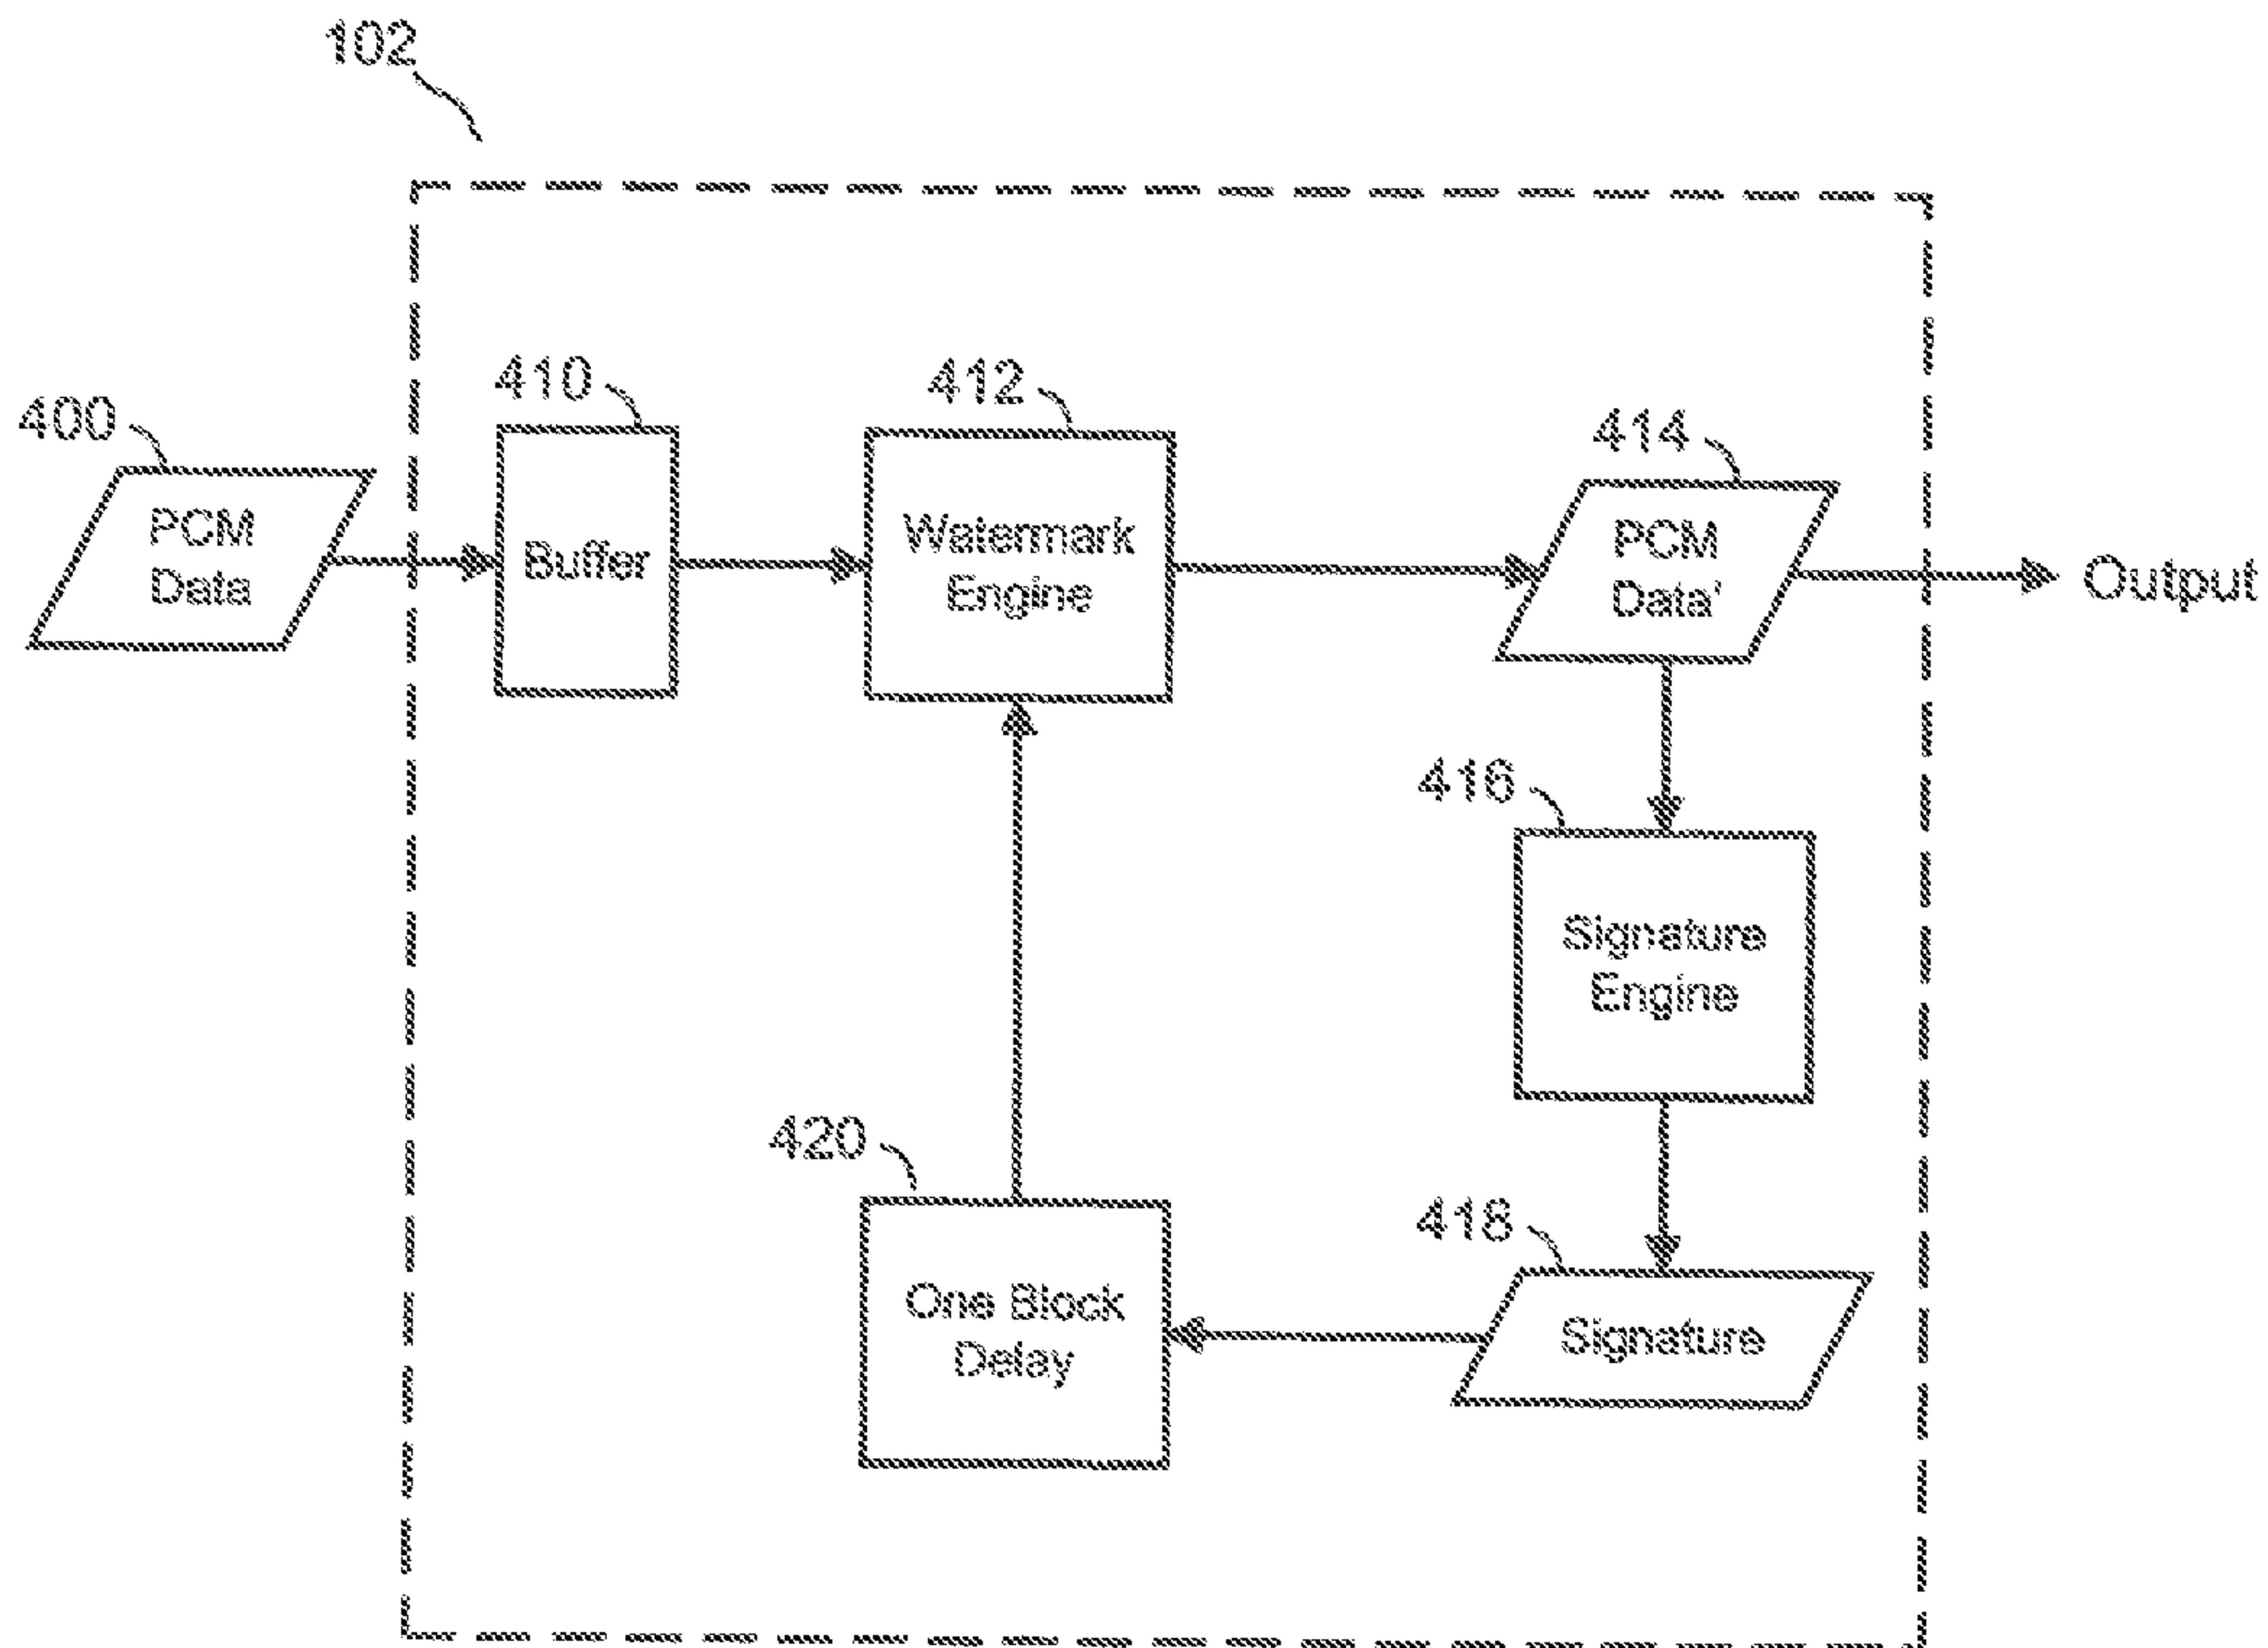 102
400
PCM
Data
410
Buffer
412
Watermark
Engine
414
PCM
Data'
Output
416
Signature
Engine
418
Signature
420
One Block
Delay